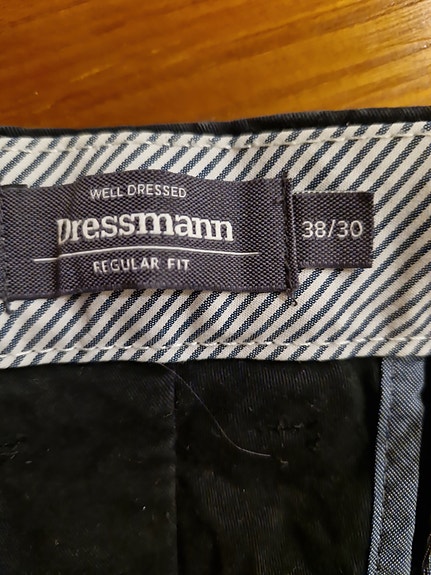 WELL DRESSED
Dressmann
REGULAR FIT
38/30